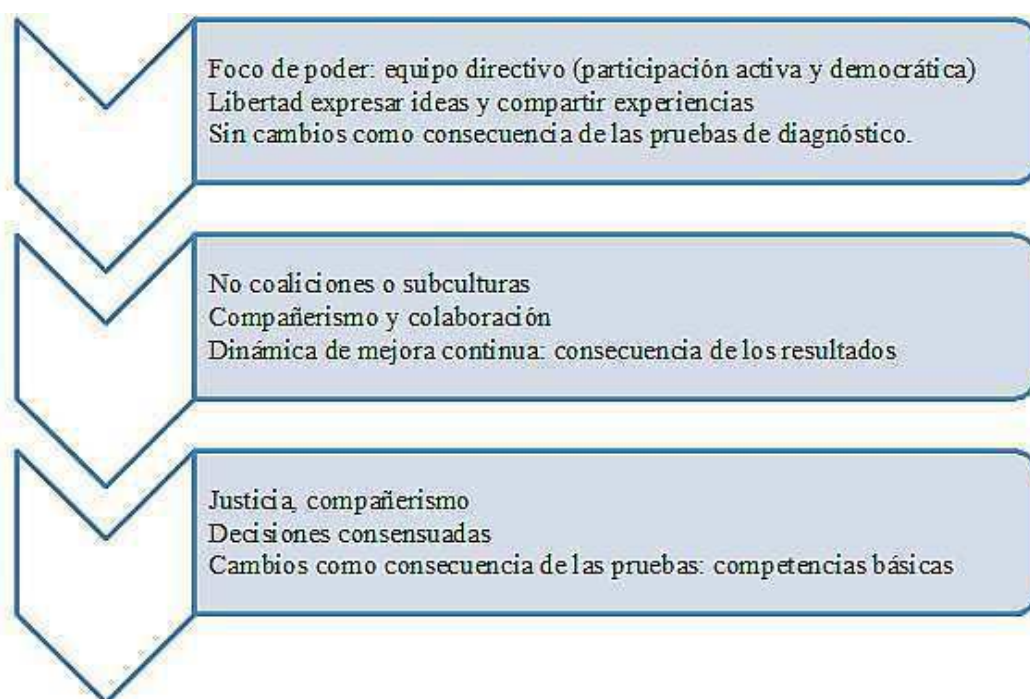 Foco de poder: equipo directivo (participación activa y democrática)
Libertad expresar ideas y compartir experiencias
Sin cambios como consecuencia de las pruebas de diagnóstico.
No coaliciones o subculturas
Compañerismo y colaboración
Dinámica de mejora continua: consecuencia de los resultados
Justicia, compañerismo
Decisiones consensuadas
Cambios como consecuencia de las pruebas: competencias básicas